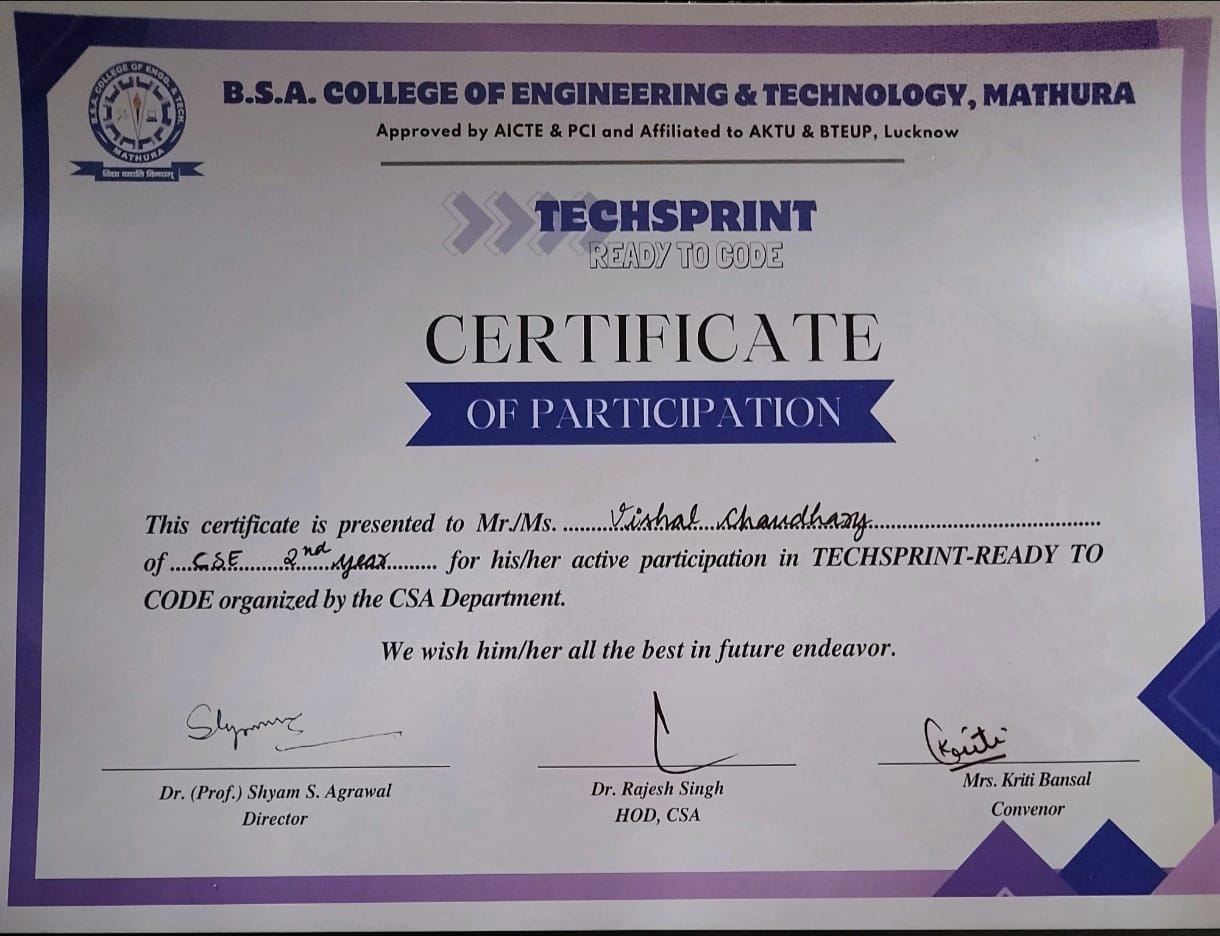 B.S.A. COLLEGE OF ENGG. & TECH.
MATHURA
B.S.A. COLLEGE OF ENGINEERING & TECHNOLOGY, MATHURA
Approved by AICTE & PCI and Affiliated to AKTU & BTEUP, Lucknow
TECHSPRINT
READY TO CODE
CERTIFICATE
OF PARTICIPATION
This certificate is presented to Mr./Ms. ........Vishal...Chaudhary..........................................
of ....CSE.........2nd.....year......... for his/her active participation in TECHSPRINT-READY TO
CODE organized by the CSA Department.
We wish him/her all the best in future endeavor.
Kriti
Dr. (Prof.) Shyam S. Agrawal
Director
Dr. Rajesh Singh
HOD, CSA
Mrs. Kriti Bansal
Convenor